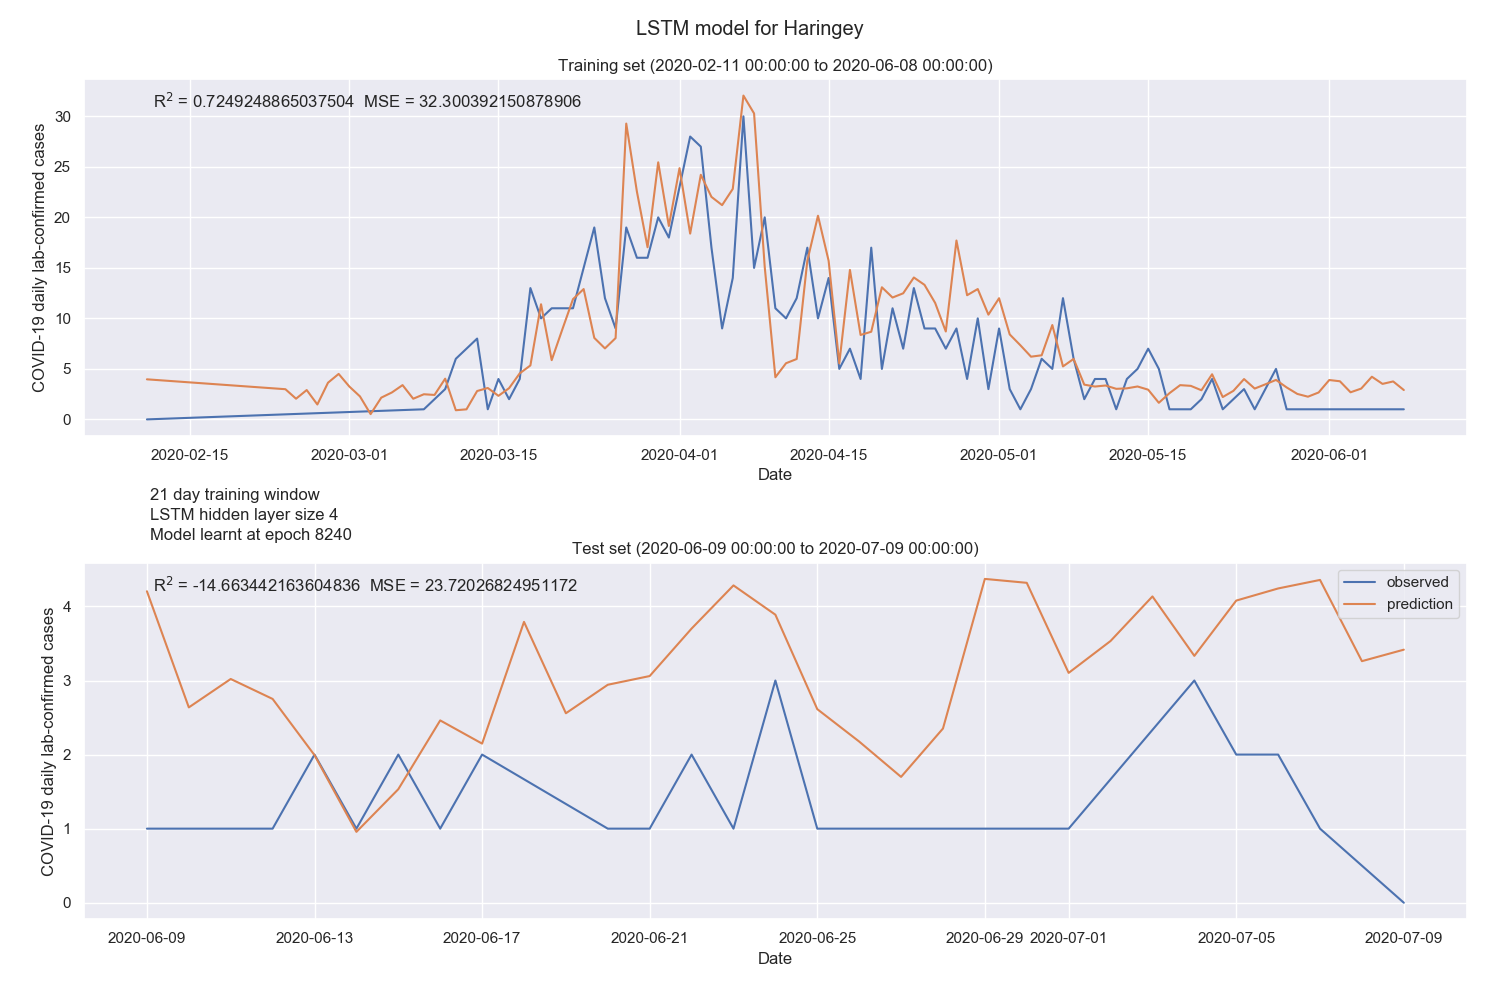 LSTM model for Haringey
Training set (2020-02-11 00:00:00 to 2020-06-08 00:00:00)
R² = 0.7249248865037504  MSE = 32.300392150878906
COVID-19 daily lab-confirmed cases
30
25
20
15
10
5
0
2020-02-15 2020-03-01 2020-03-15 2020-04-01 2020-04-15 2020-05-01 2020-05-15 2020-06-01
Date
21 day training window
LSTM hidden layer size 4
Model learnt at epoch 8240
Test set (2020-06-09 00:00:00 to 2020-07-09 00:00:00)
R² = -14.663442163604836  MSE = 23.72026824951172
observed
prediction
COVID-19 daily lab-confirmed cases
4
3
2
1
0
2020-06-09 2020-06-13 2020-06-17 2020-06-21 2020-06-25 2020-06-29 2020-07-01 2020-07-05 2020-07-09
Date